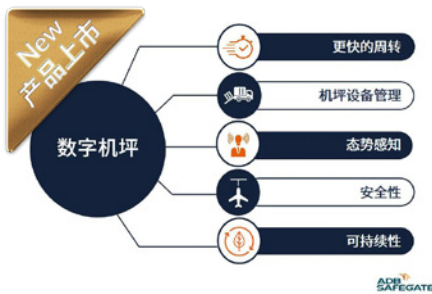 New
产品上市
数字机坪
更快的周转
机坪设备管理
态势感知
安全性
可持续性
ADB
SAFEGATE